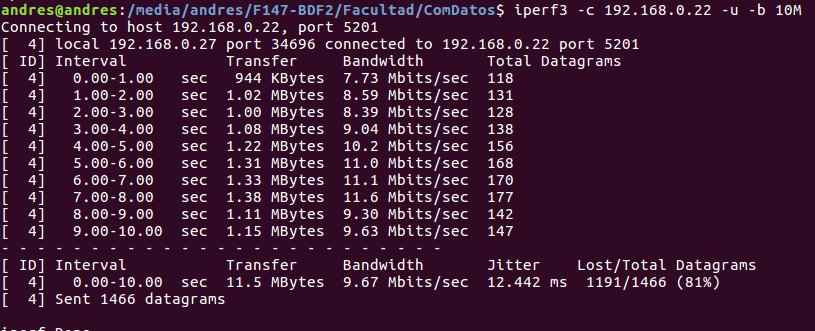 andres@andres:/media/andres/F147-BDF2/Facultad/ComDatos$ iperf3 -c 192.168.0.22 -u -b 10M
Connecting to host 192.168.0.22, port 5201
[  4] local 192.168.0.27 port 34696 connected to 192.168.0.22 port 5201
[ ID] Interval           Transfer     Bandwidth       Total Datagrams
[  4]   0.00-1.00   sec   944 KBytes  7.73 Mbits/sec  118
[  4]   1.00-2.00   sec  1.02 MBytes  8.59 Mbits/sec  131
[  4]   2.00-3.00   sec  1.00 MBytes  8.39 Mbits/sec  128
[  4]   3.00-4.00   sec  1.08 MBytes  9.04 Mbits/sec  138
[  4]   4.00-5.00   sec  1.22 MBytes  10.2 Mbits/sec  156
[  4]   5.00-6.00   sec  1.31 MBytes  11.0 Mbits/sec  168
[  4]   6.00-7.00   sec  1.33 MBytes  11.1 Mbits/sec  170
[  4]   7.00-8.00   sec  1.38 MBytes  11.6 Mbits/sec  177
[  4]   8.00-9.00   sec  1.11 MBytes  9.30 Mbits/sec  142
[  4]   9.00-10.00  sec  1.15 MBytes  9.63 Mbits/sec  147
- - - - - - - - - - - - - - - - - - - - - - - - -
[ ID] Interval           Transfer     Bandwidth       Jitter    Lost/Total Datagrams
[  4]   0.00-10.00  sec  11.5 MBytes  9.67 Mbits/sec  12.442 ms  1191/1466 (81%)
[  4] Sent 1466 datagrams
iperf Done.